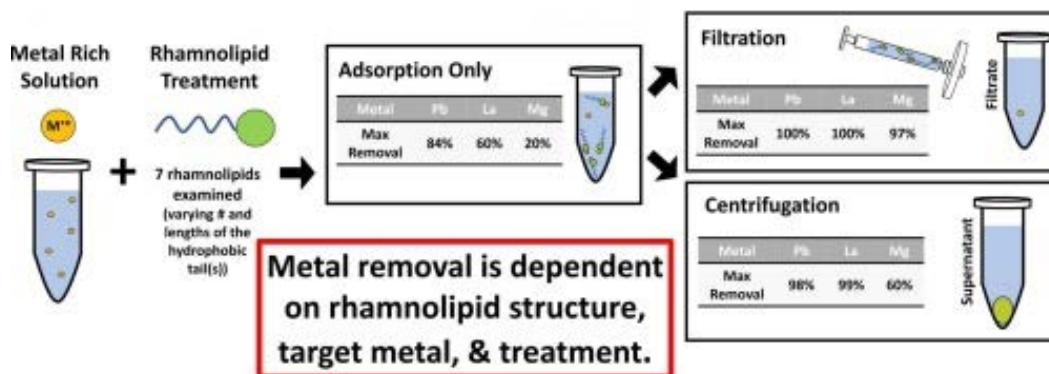 Metal Rich
Solution
M⁺ⁿ
Rhamnolipid
Treatment
7 rhamnolipids
examined
(varying # and
lengths of the
hydrophobic
tail(s))
Adsorption Only
Metal Pb La Mg
Max
Removal 84% 60% 20%
Filtration
Metal Pb La Mg
Max
Removal 100% 100% 97%
Filtrate
Centrifugation
Metal Pb La Mg
Max
Removal 98% 99% 60%
Supernatant
Metal removal is dependent
on rhamnolipid structure,
target metal, & treatment.